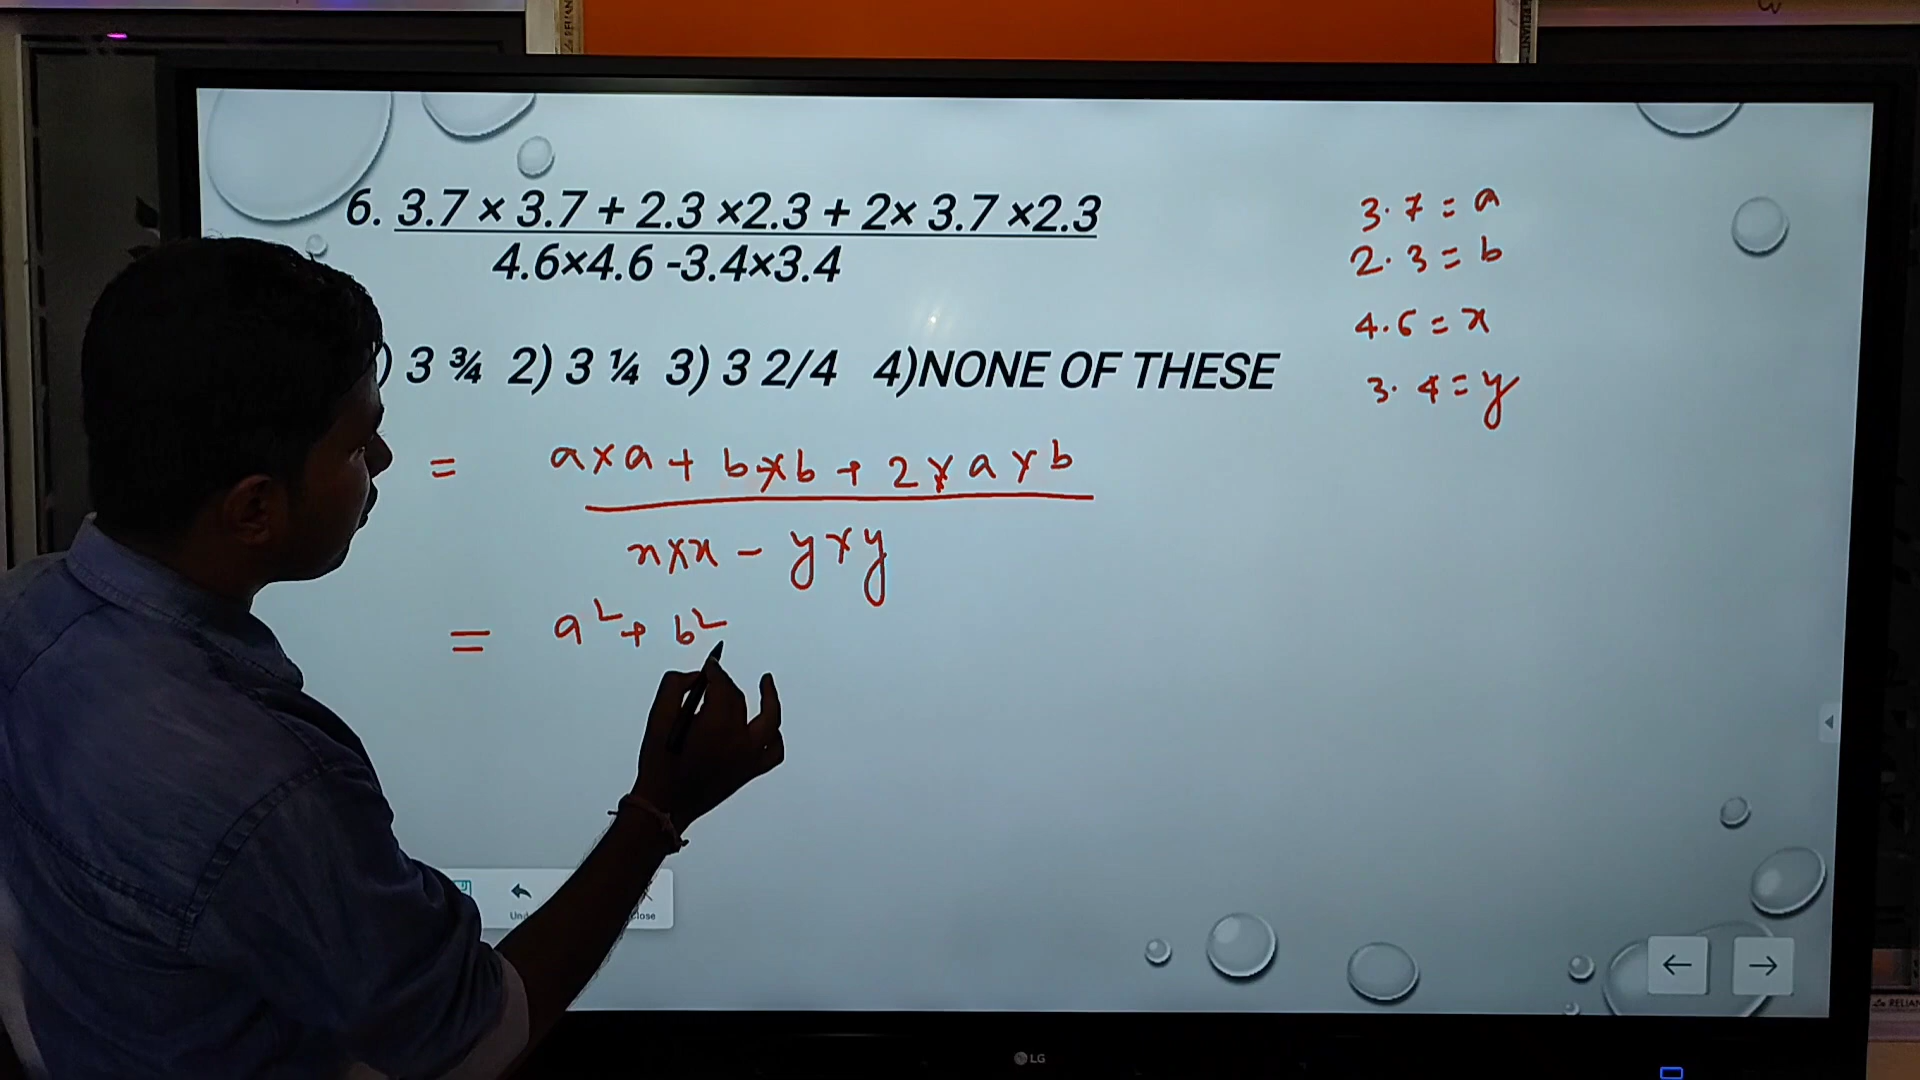 6. 3.7 × 3.7 + 2.3 ×2.3 + 2× 3.7 ×2.3
4.6×4.6 -3.4×3.4
) 3 ¾ 2) 3 ¼ 3) 3 2/4 4)NONE OF THESE
3.7 = a
2.3 = b
4.6 = x
3.4 = y
= a×a + b×b + 2×a×b
x×x - y×y
= a² + b²
LG